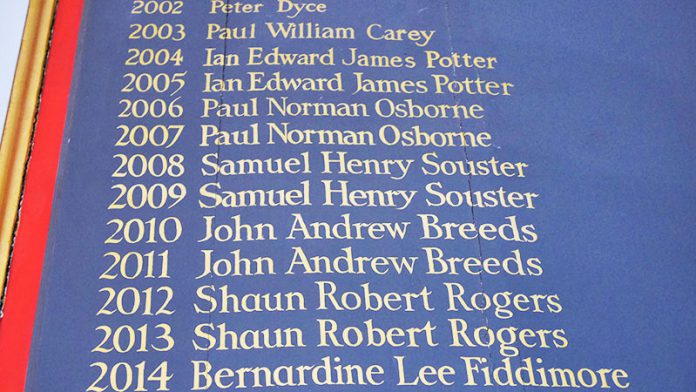 2002 Peter Dyce
2003 Paul William Carey
2004 Ian Edward James Potter
2005 Ian Edward James Potter
2006 Paul Norman Osborne
2007 Paul Norman Osborne
2008 Samuel Henry Souster
2009 Samuel Henry Souster
2010 John Andrew Breeds
2011 John Andrew Breeds
2012 Shaun Robert Rogers
2013 Shaun Robert Rogers
2014 Bernardine Lee Fiddimore